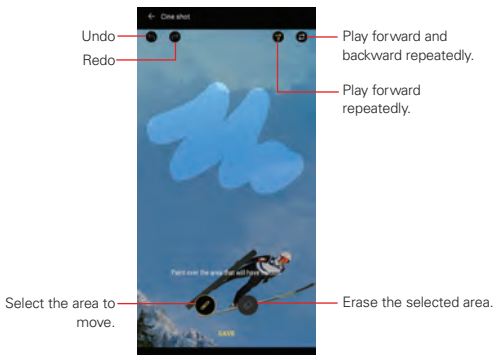 Cine shot
Undo
Redo
Play forward and
backward repeatedly.
Play forward
repeatedly.
Paint over the area that will have
Select the area to
move.
Erase the selected area.
SAVE